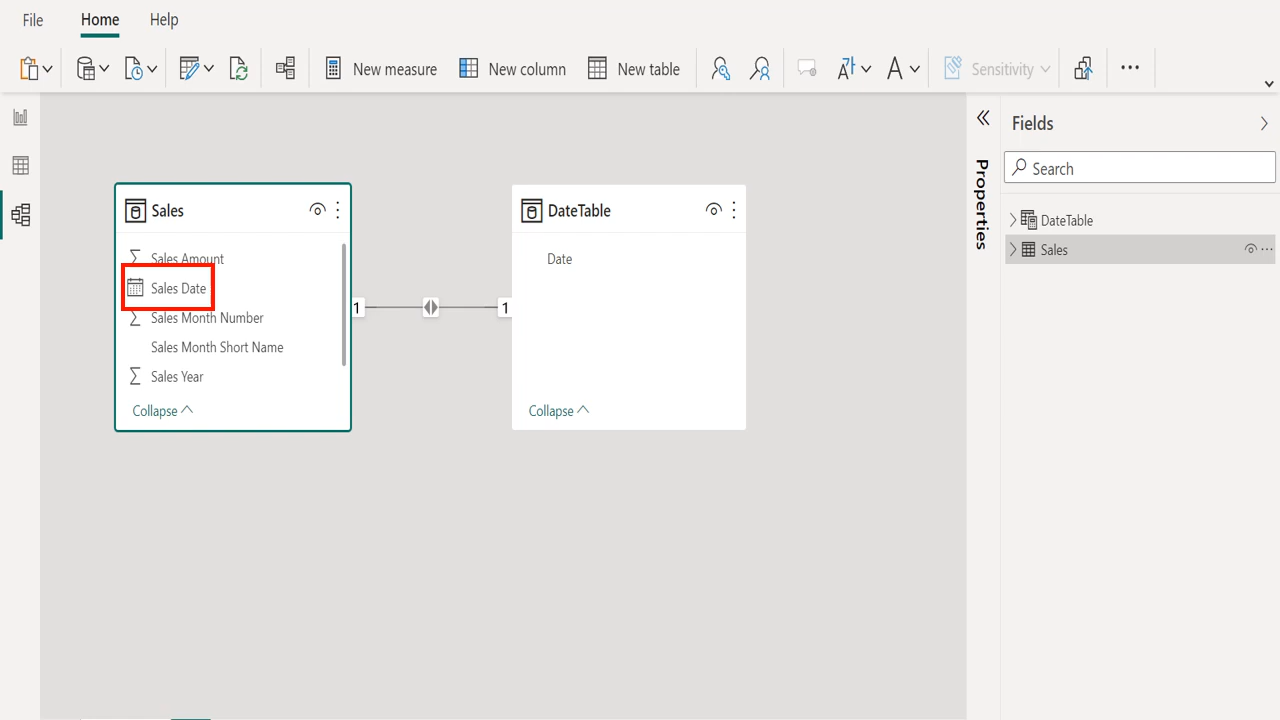 File Home Help
New measure New column New table Sensitivity
Fields
Search
Properties
DateTable
Sales
Sales
Sales Amount
Sales Date
Sales Month Number
Sales Month Short Name
Sales Year
Collapse
1 1
DateTable
Date
Collapse